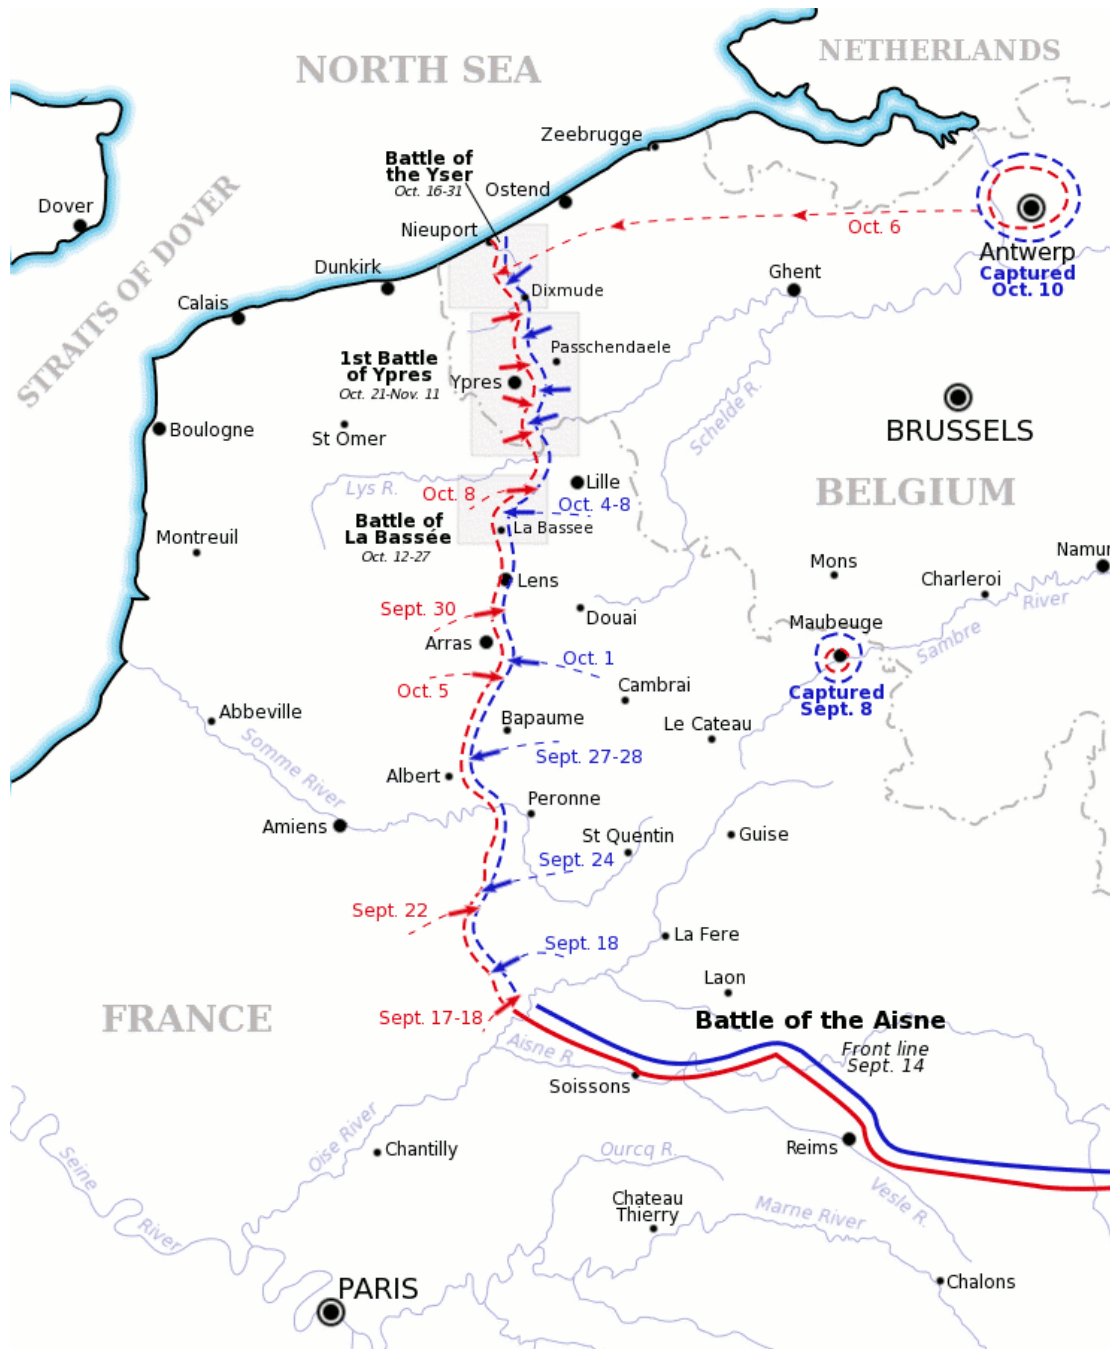 NORTH SEA
NETHERLANDS
Zeebrugge
Battle of
the Yser
Oct. 16-31
Ostend
Dover
Nieuport
Oct. 6
Antwerp
Captured
Oct. 10
STRAITS OF DOVER
Dunkirk
Ghent
Calais
Dixmude
1st Battle
of Ypres
Oct. 21-Nov. 11
Ypres
Passchendaele
Schelde R.
BRUSSELS
Boulogne
St Omer
Lys R.
Oct. 8
Lille
Oct. 4-8
BELGIUM
Battle of
La Bassée
Oct. 12-27
La Bassee
Montreuil
Mons
Namur
Charleroi
River
Sambre
Lens
Sept. 30
Douai
Maubeuge
Arras
Oct. 1
Oct. 5
Cambrai
Captured
Sept. 8
Abbeville
Bapaume
Le Cateau
Somme River
Sept. 27-28
Albert
Peronne
Amiens
St Quentin
Guise
Sept. 24
Sept. 22
La Fere
Sept. 18
Laon
FRANCE
Sept. 17-18
Battle of the Aisne
Front line
Sept. 14
Aisne R.
Soissons
Oise River
Chantilly
Ourcq R.
Reims
Seine
River
Chateau
Thierry
Marne River
Vesle R.
Chalons
PARIS